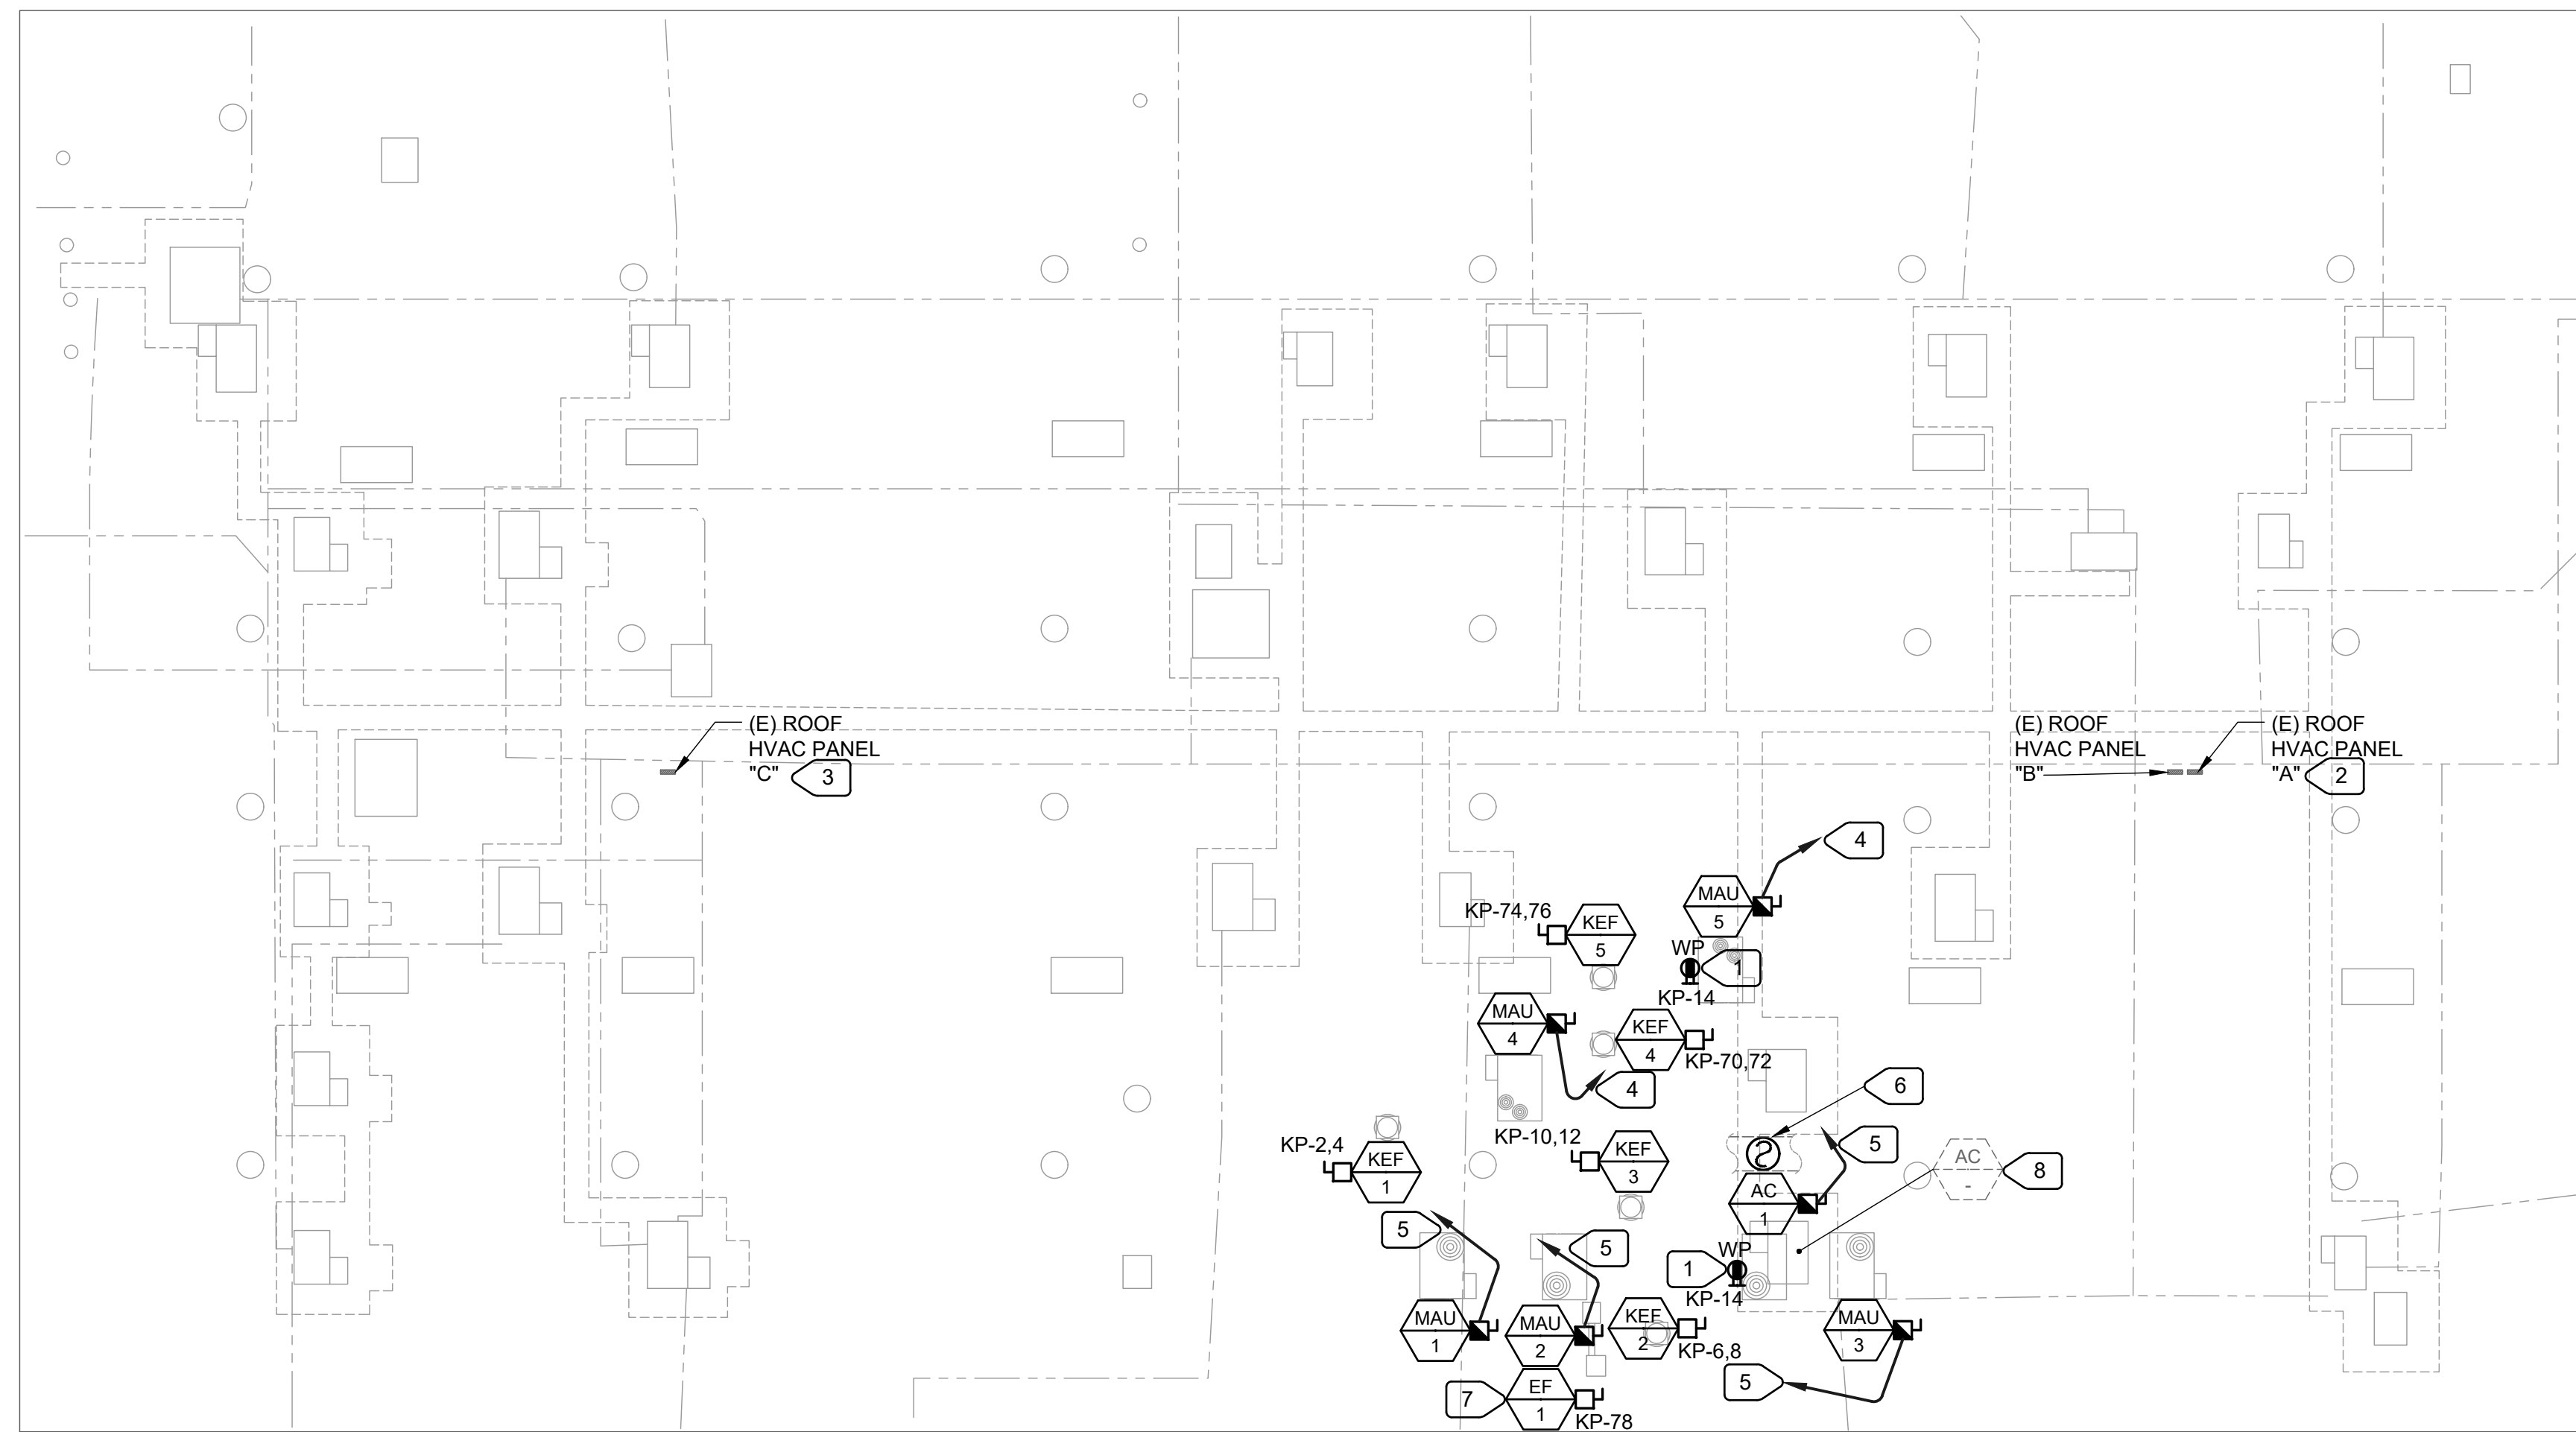 (E) ROOF
HVAC PANEL
"C"
3
(E) ROOF
HVAC PANEL
"B"
(E) ROOF
HVAC PANEL
"A"
2
4
MAU
5
KP-74,76
KEF
5
WP
1
KP-14
MAU
4
KEF
4
KP-70,72
4
6
KP-10,12
KEF
3
5
KP-2,4
KEF
1
AC
1
AC
-
8
5
5
WP
1
KP-14
MAU
1
MAU
2
KEF
2
KP-6,8
MAU
3
5
7
EF
1
KP-78